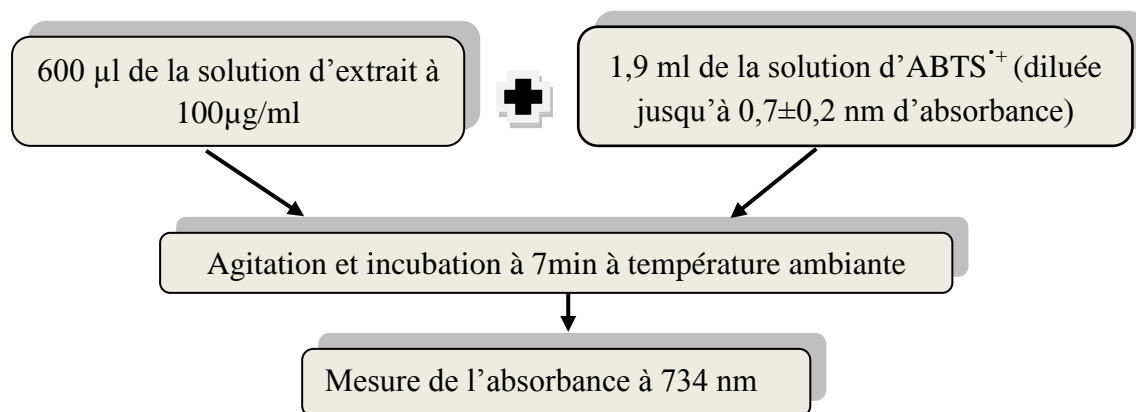 600 µl de la solution d'extrait à
100µg/ml
1,9 ml de la solution d'ABTS˙⁺ (diluée
jusqu'à 0,7±0,2 nm d'absorbance)
Agitation et incubation à 7min à température ambiante
Mesure de l'absorbance à 734 nm